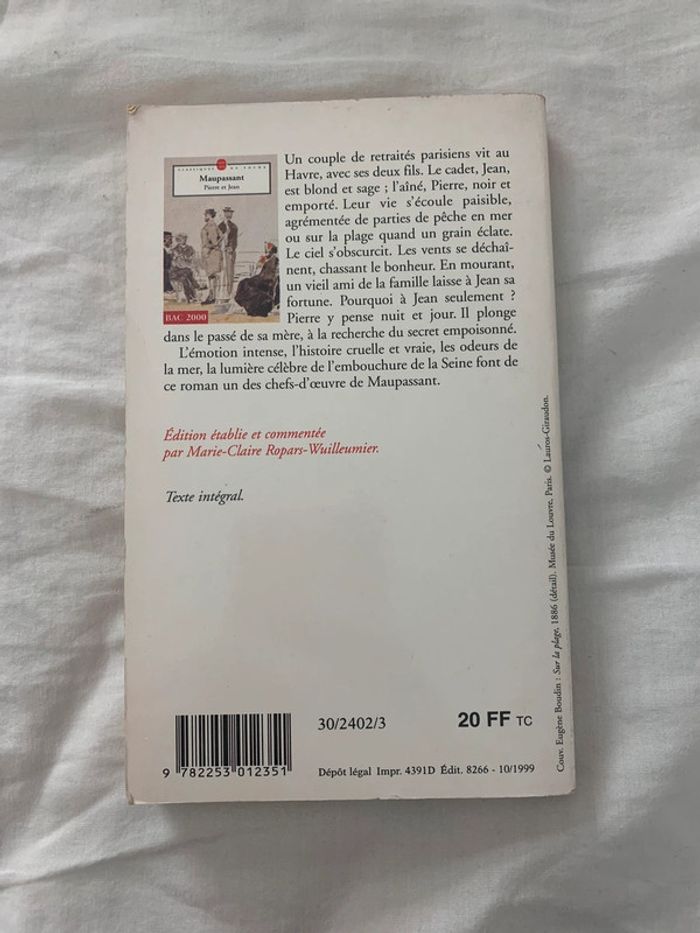 CLASSIQUES DE POCHE
Maupassant
Pierre et Jean
BAC 2000
Un couple de retraités parisiens vit au
Havre, avec ses deux fils. Le cadet, Jean,
est blond et sage ; l'aîné, Pierre, noir et
emporté. Leur vie s'écoule paisible,
agrémentée de parties de pêche en mer
ou sur la plage quand un grain éclate.
Le ciel s'obscurcit. Les vents se déchaî-
nent, chassant le bonheur. En mourant,
un vieil ami de la famille laisse à Jean sa
fortune. Pourquoi à Jean seulement ?
Pierre y pense nuit et jour. Il plonge
dans le passé de sa mère, à la recherche du secret empoisonné.
L'émotion intense, l'histoire cruelle et vraie, les odeurs de
la mer, la lumière célèbre de l'embouchure de la Seine font de
ce roman un des chefs-d'œuvre de Maupassant.
Édition établie et commentée
par Marie-Claire Ropars-Wuilleumier.
Texte intégral.
Couv. Eugène Boudin : Sur la plage, 1886 (détail). Musée du Louvre, Paris. © Lauros-Giraudon.
30/2402/3
20 FF TC
9 782253 012351
Dépôt légal Impr. 4391D Édit. 8266 - 10/1999